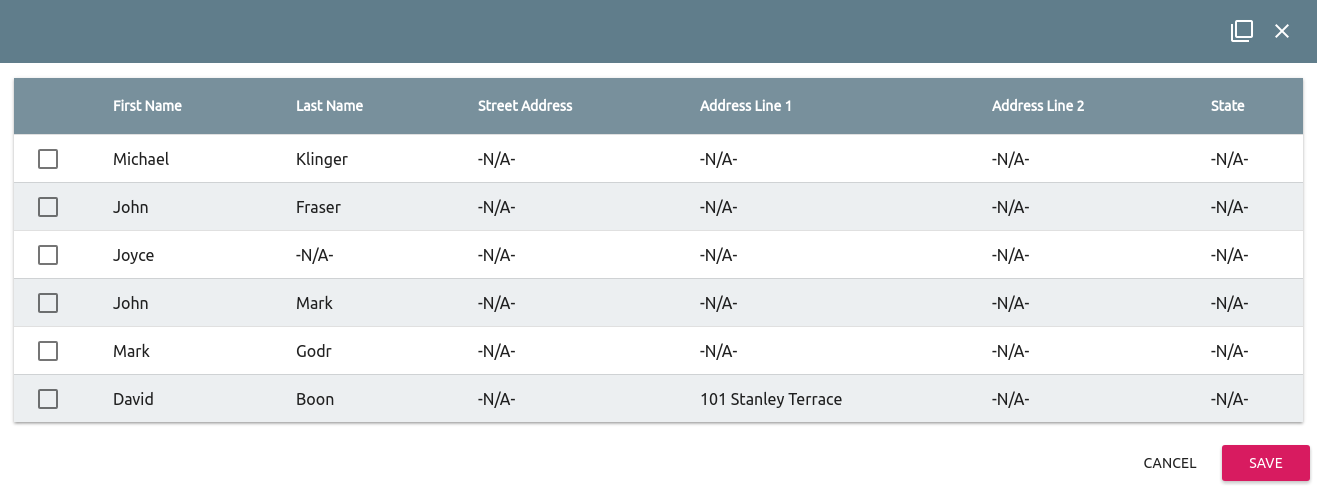 First Name Last Name Street Address Address Line 1 Address Line 2 State
Michael Klinger -N/A- -N/A- -N/A- -N/A-
John Fraser -N/A- -N/A- -N/A- -N/A-
Joyce -N/A- -N/A- -N/A- -N/A- -N/A-
John Mark -N/A- -N/A- -N/A- -N/A-
Mark Godr -N/A- -N/A- -N/A- -N/A-
David Boon -N/A- 101 Stanley Terrace -N/A- -N/A-
CANCEL SAVE